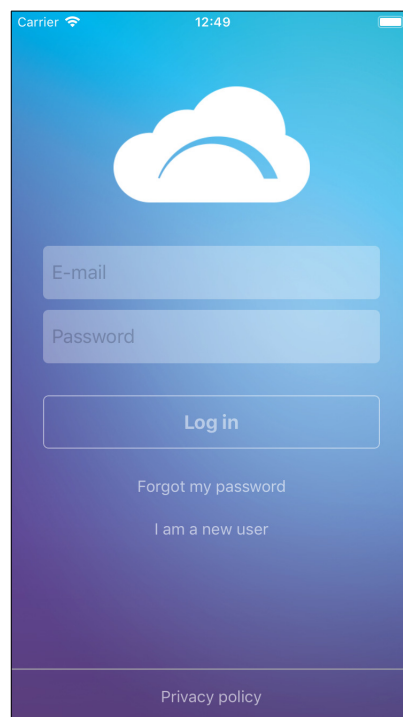 Carrier 12:49
E-mail
Password
Log in
Forgot my password
I am a new user
Privacy policy